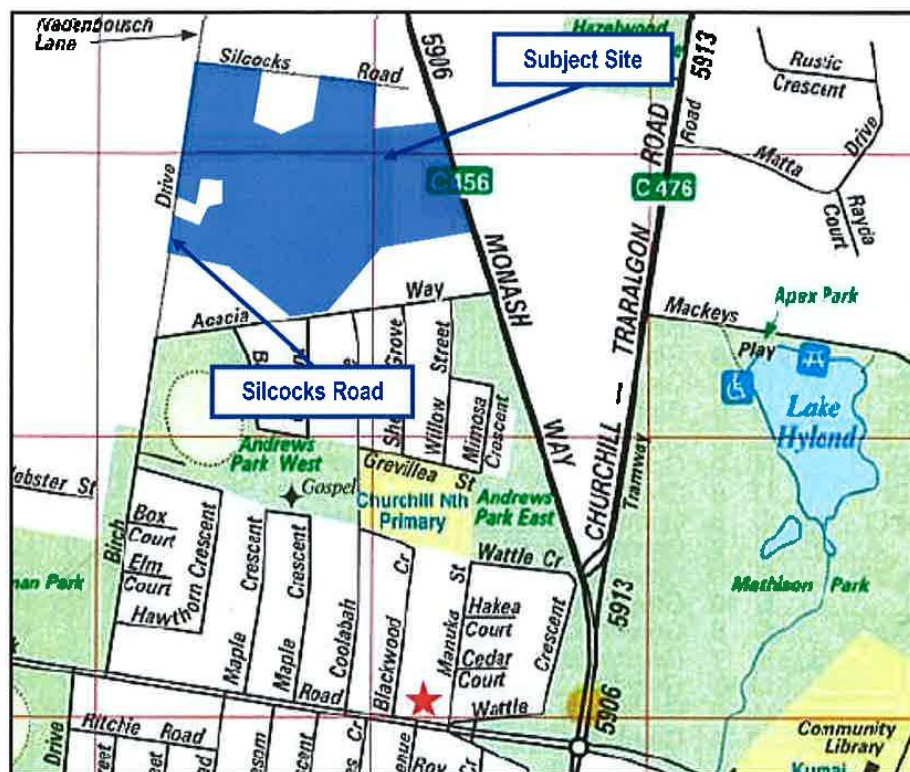 Nadenbousch
Lane
Silcocks Road
5906
Subject Site
Hazelwood
5913
Rustic
Crescent
Road
Matta
Drive
Rayda
Court
C 456
C 476
Drive
MONASH
WAY
CHURCHILL – TRARALGON ROAD
Tramway
Acacia Way
Mackeys
Apex Park
Play
Lake
Hyland
Silcocks Road
Grove
Willow Street
Mimosa
Crescent
Andrews
Park West
Grevillea St
Gospel
Churchill Nth
Primary
Andrews
Park East
Birch
Box
Court
Elm
Court
Hawthorn Crescent
Maple Crescent
Maple Crescent
Coolabah
Blackwood Cr
Manuka St
Wattle Cr
Hakea
Court
Cedar
Court
Crescent
Wattle
5913
5906
Mathison Park
Road
Ritchie Road
Drive
Cr
Community
Library